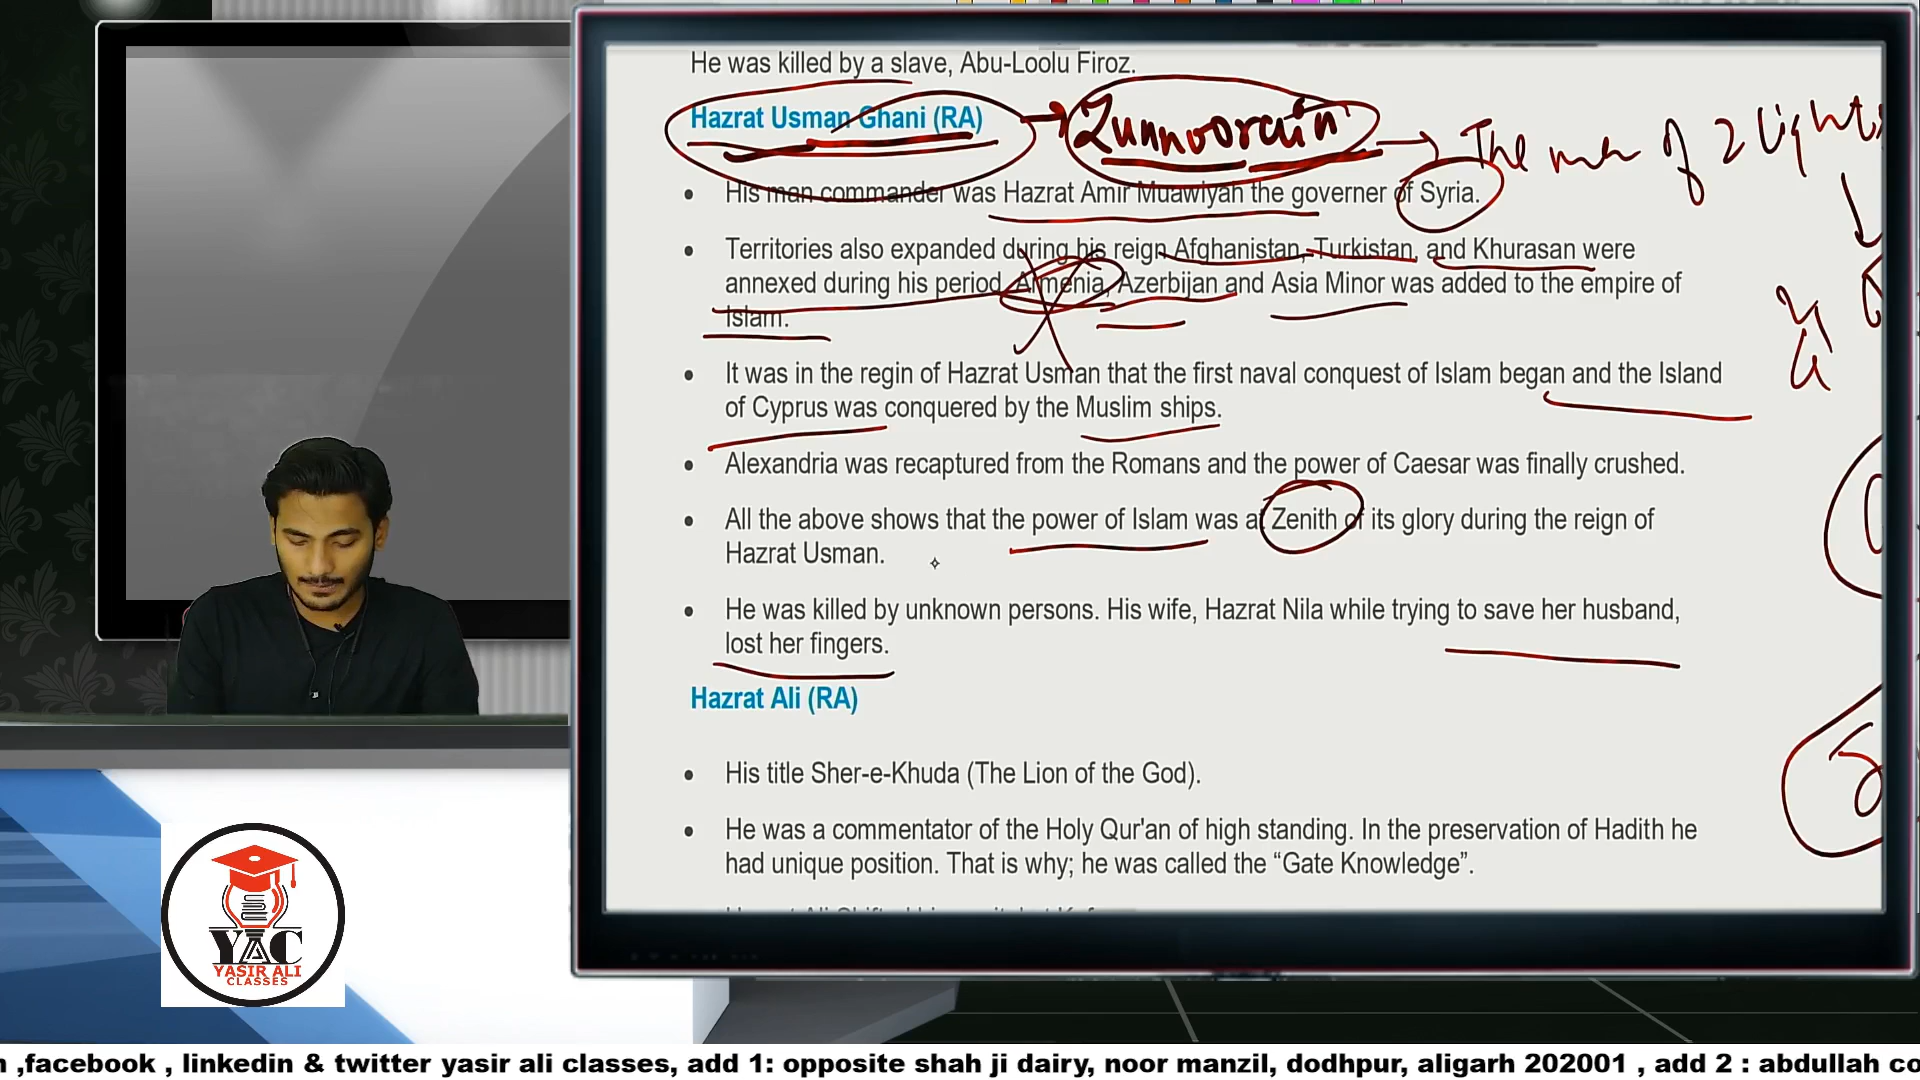 He was killed by a slave, Abu-Loolu Firoz.
Hazrat Usman Ghani (RA)
Zunnoorain
The man of 2 lights
• His man commander was Hazrat Amir Muawiyah the governer of Syria.
• Territories also expanded during his reign Afghanistan, Turkistan, and Khurasan were
annexed during his period. Armenia, Azerbijan and Asia Minor was added to the empire of
Islam.
• It was in the regin of Hazrat Usman that the first naval conquest of Islam began and the Island
of Cyprus was conquered by the Muslim ships.
• Alexandria was recaptured from the Romans and the power of Caesar was finally crushed.
• All the above shows that the power of Islam was at Zenith of its glory during the reign of
Hazrat Usman.
• He was killed by unknown persons. His wife, Hazrat Nila while trying to save her husband,
lost her fingers.
Hazrat Ali (RA)
• His title Sher-e-Khuda (The Lion of the God).
• He was a commentator of the Holy Qur'an of high standing. In the preservation of Hadith he
had unique position. That is why; he was called the “Gate Knowledge”.
YAC
YASIR ALI
CLASSES
,facebook , linkedin & twitter yasir ali classes, add 1: opposite shah ji dairy, noor manzil, dodhpur, aligarh 202001 , add 2 : abdullah